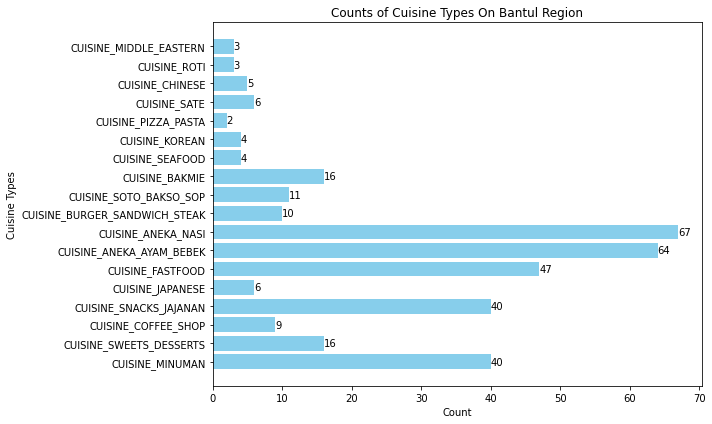 Counts of Cuisine Types On Bantul Region
Cuisine Types
CUISINE_MIDDLE_EASTERN 3
CUISINE_ROTI 3
CUISINE_CHINESE 5
CUISINE_SATE 6
CUISINE_PIZZA_PASTA 2
CUISINE_KOREAN 4
CUISINE_SEAFOOD 4
CUISINE_BAKMIE 16
CUISINE_SOTO_BAKSO_SOP 11
CUISINE_BURGER_SANDWICH_STEAK 10
CUISINE_ANEKA_NASI 67
CUISINE_ANEKA_AYAM_BEBEK 64
CUISINE_FASTFOOD 47
CUISINE_JAPANESE 6
CUISINE_SNACKS_JAJANAN 40
CUISINE_COFFEE_SHOP 9
CUISINE_SWEETS_DESSERTS 16
CUISINE_MINUMAN 40
0 10 20 30 40 50 60 70
Count